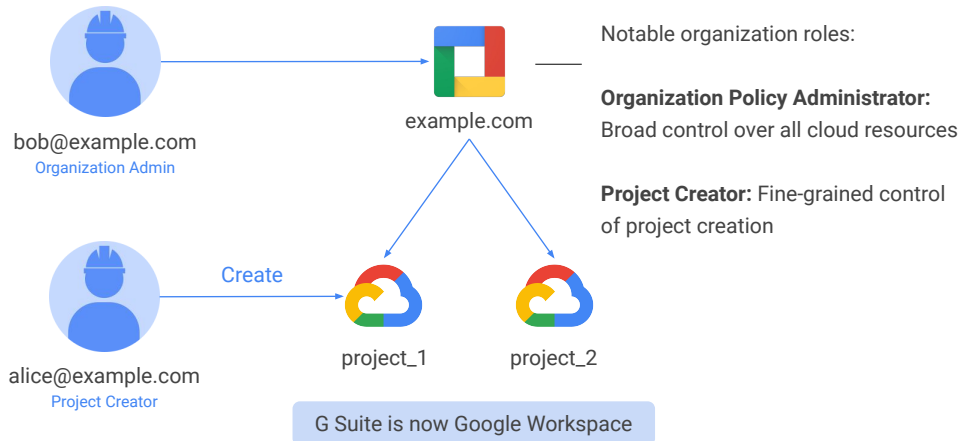 bob@example.com
Organization Admin
example.com
Notable organization roles:
Organization Policy Administrator:
Broad control over all cloud resources
Project Creator: Fine-grained control
of project creation
Create
alice@example.com
Project Creator
project_1
project_2
G Suite is now Google Workspace